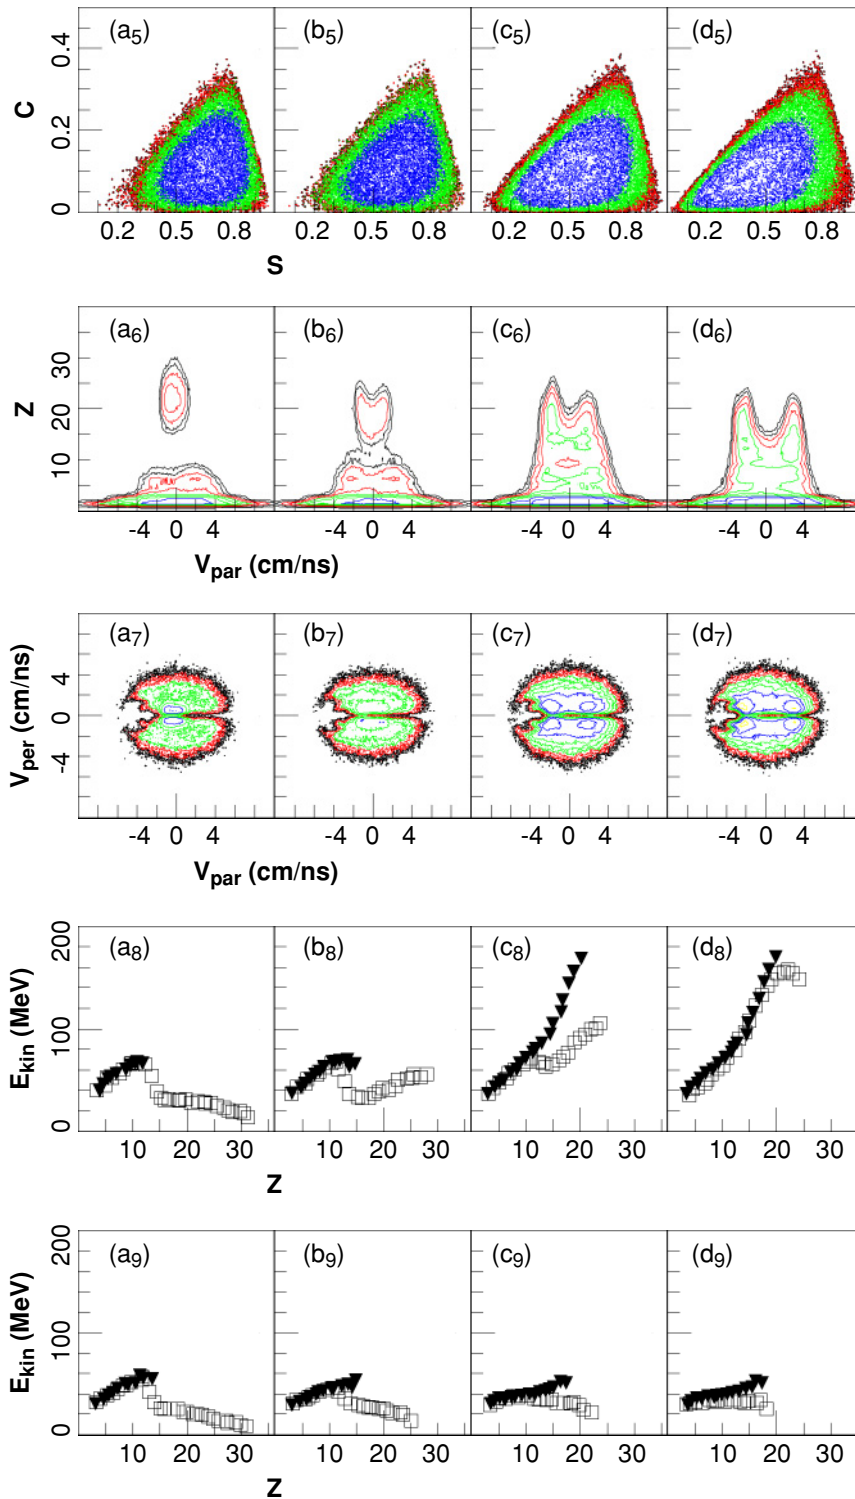 (a5) (b5) (c5) (d5)
0.4
0.2
0
C
0.2 0.5 0.8 0.2 0.5 0.8 0.2 0.5 0.8 0.2 0.5 0.8
S
(a6) (b6) (c6) (d6)
30
20
10
Z
-4 0 4 -4 0 4 -4 0 4 -4 0 4
Vpar (cm/ns)
(a7) (b7) (c7) (d7)
4
0
-4
Vper (cm/ns)
-4 0 4 -4 0 4 -4 0 4 -4 0 4
Vpar (cm/ns)
(a8) (b8) (c8) (d8)
200
100
0
Ekin (MeV)
10 20 30 10 20 30 10 20 30 10 20 30
Z
(a9) (b9) (c9) (d9)
200
100
0
Ekin (MeV)
10 20 30 10 20 30 10 20 30 10 20 30
Z